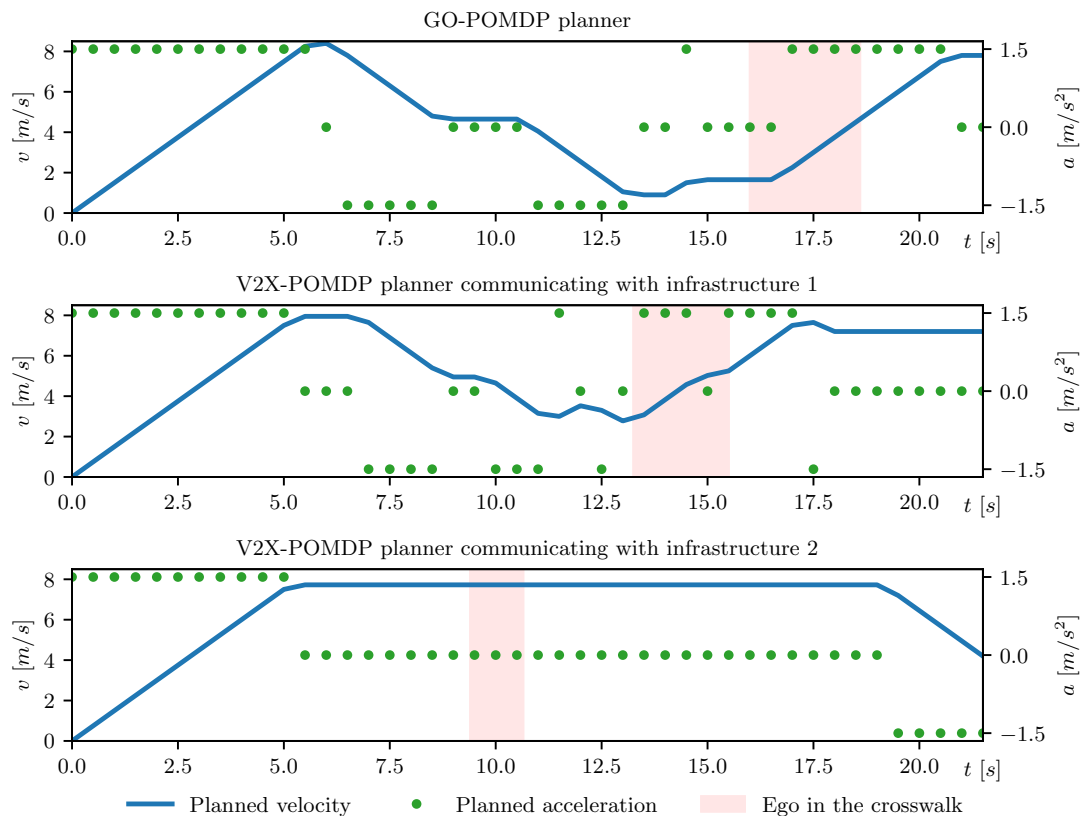 GO-POMDP planner
8
6
4
2
0
v [m/s]
1.5
0.0
−1.5
a [m/s²]
0.0 2.5 5.0 7.5 10.0 12.5 15.0 17.5 20.0 t [s]
V2X-POMDP planner communicating with infrastructure 1
8
6
4
2
0
v [m/s]
1.5
0.0
−1.5
a [m/s²]
0.0 2.5 5.0 7.5 10.0 12.5 15.0 17.5 20.0 t [s]
V2X-POMDP planner communicating with infrastructure 2
8
6
4
2
0
v [m/s]
1.5
0.0
−1.5
a [m/s²]
0.0 2.5 5.0 7.5 10.0 12.5 15.0 17.5 20.0 t [s]
Planned velocity Planned acceleration Ego in the crosswalk